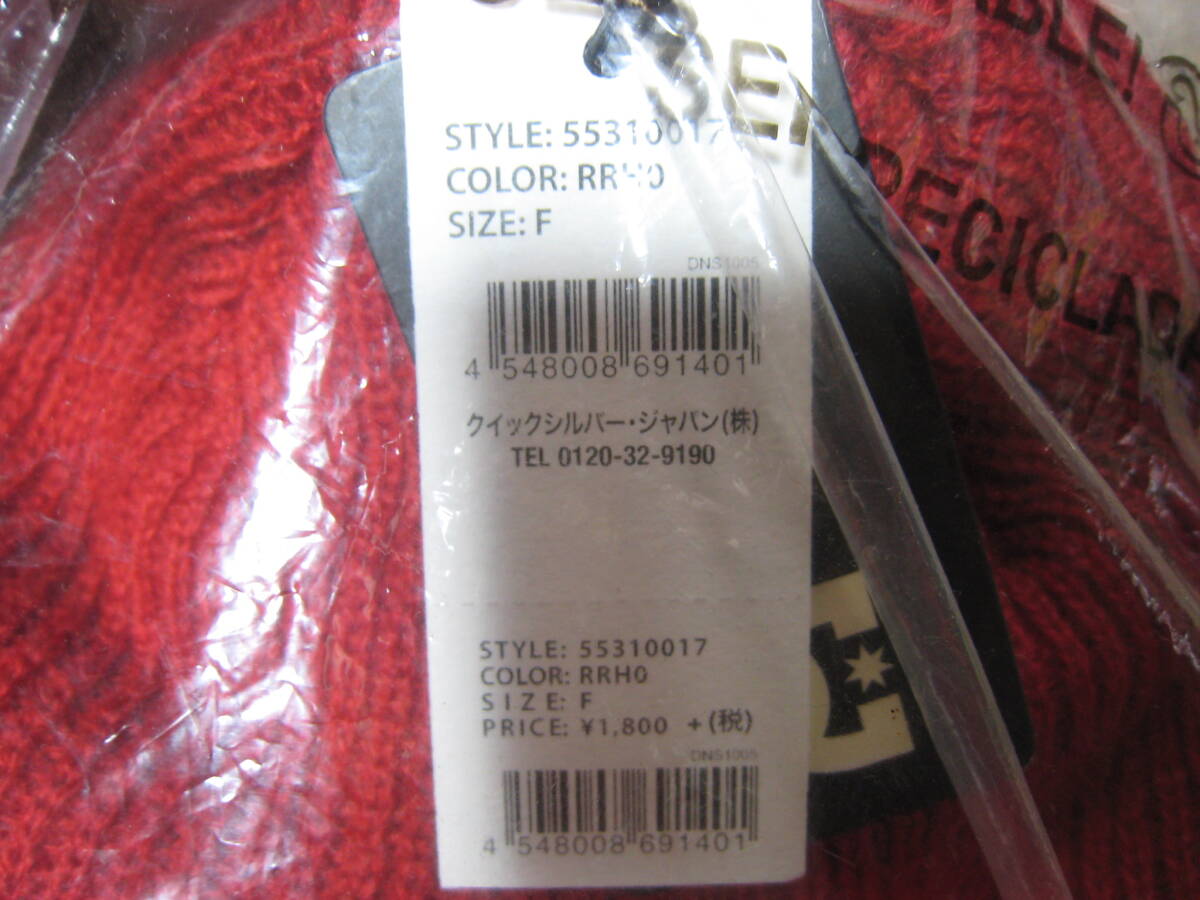 STYLE: 55310017
COLOR: RRH0
SIZE: F
DNS1005
4 548008 691401
クイックシルバー・ジャパン(株)
TEL 0120-32-9190
STYLE: 55310017
COLOR: RRH0
SIZE: F
PRICE: ¥1,800 +(税)
DNS1005
4 548008 691401